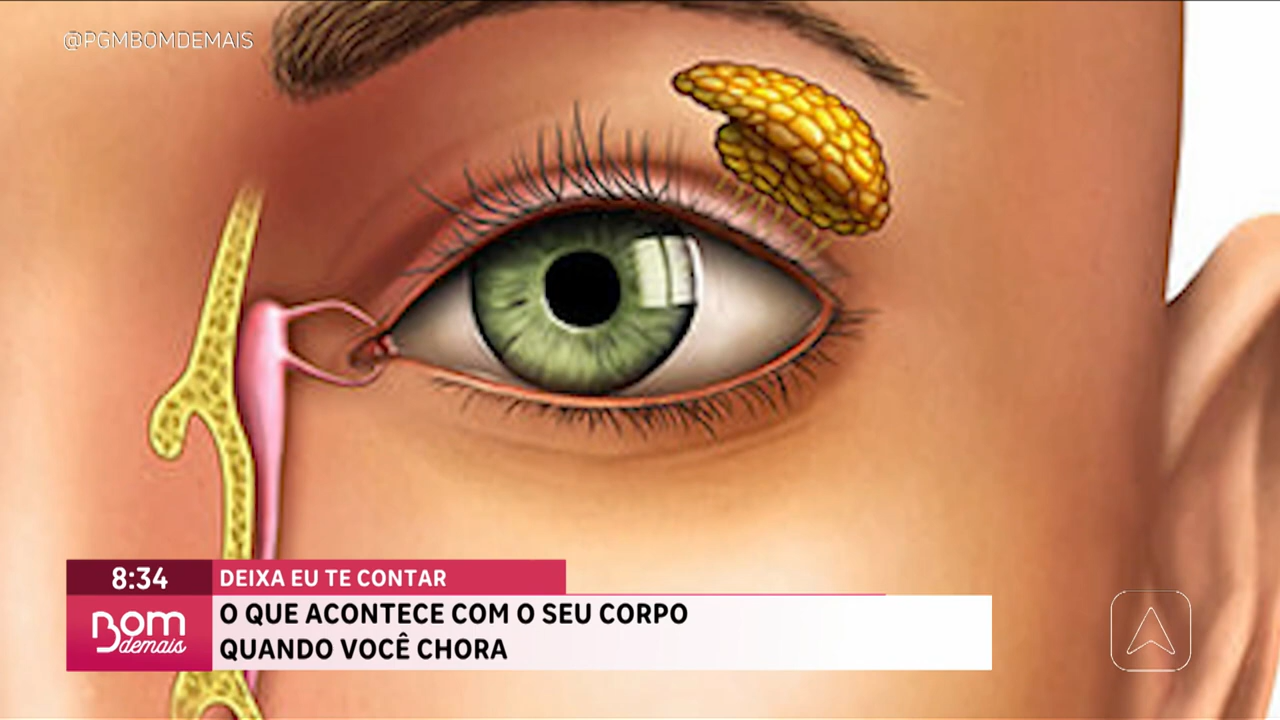 @PGMBOMDEMAIS
8:34
DEIXA EU TE CONTAR
Bom
demais
O QUE ACONTECE COM O SEU CORPO
QUANDO VOCÊ CHORA